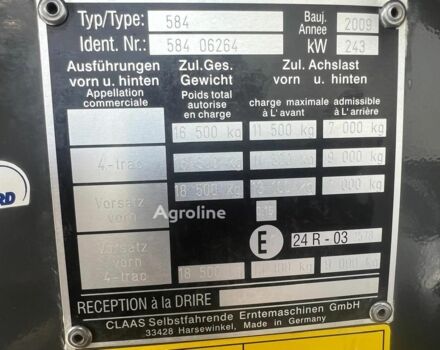 Typ/Type: 584 Bauj. Annee 2009
Ident. Nr.: 584 06264 kW 243
Ausführungen vorn u. hinten Zul.Ges. Gewicht Zul. Achslast vorn u. hinten
Appellation commerciale Poids total autorise en charge charge maximale admissible à L'avant à L'arrière
16 500 kg 11 500 kg 7 000 kg
4-trac 500 kg 000 kg
Vorsatz vorn 18 500 kg 000 kg
Agroline
Vorsatz vorn 4-trac 18 500
E 24 R - 03
RECEPTION à la DRIRE
CLAAS Selbstfahrende Erntemaschinen GmbH
33428 Harsewinkel, Made in Germany